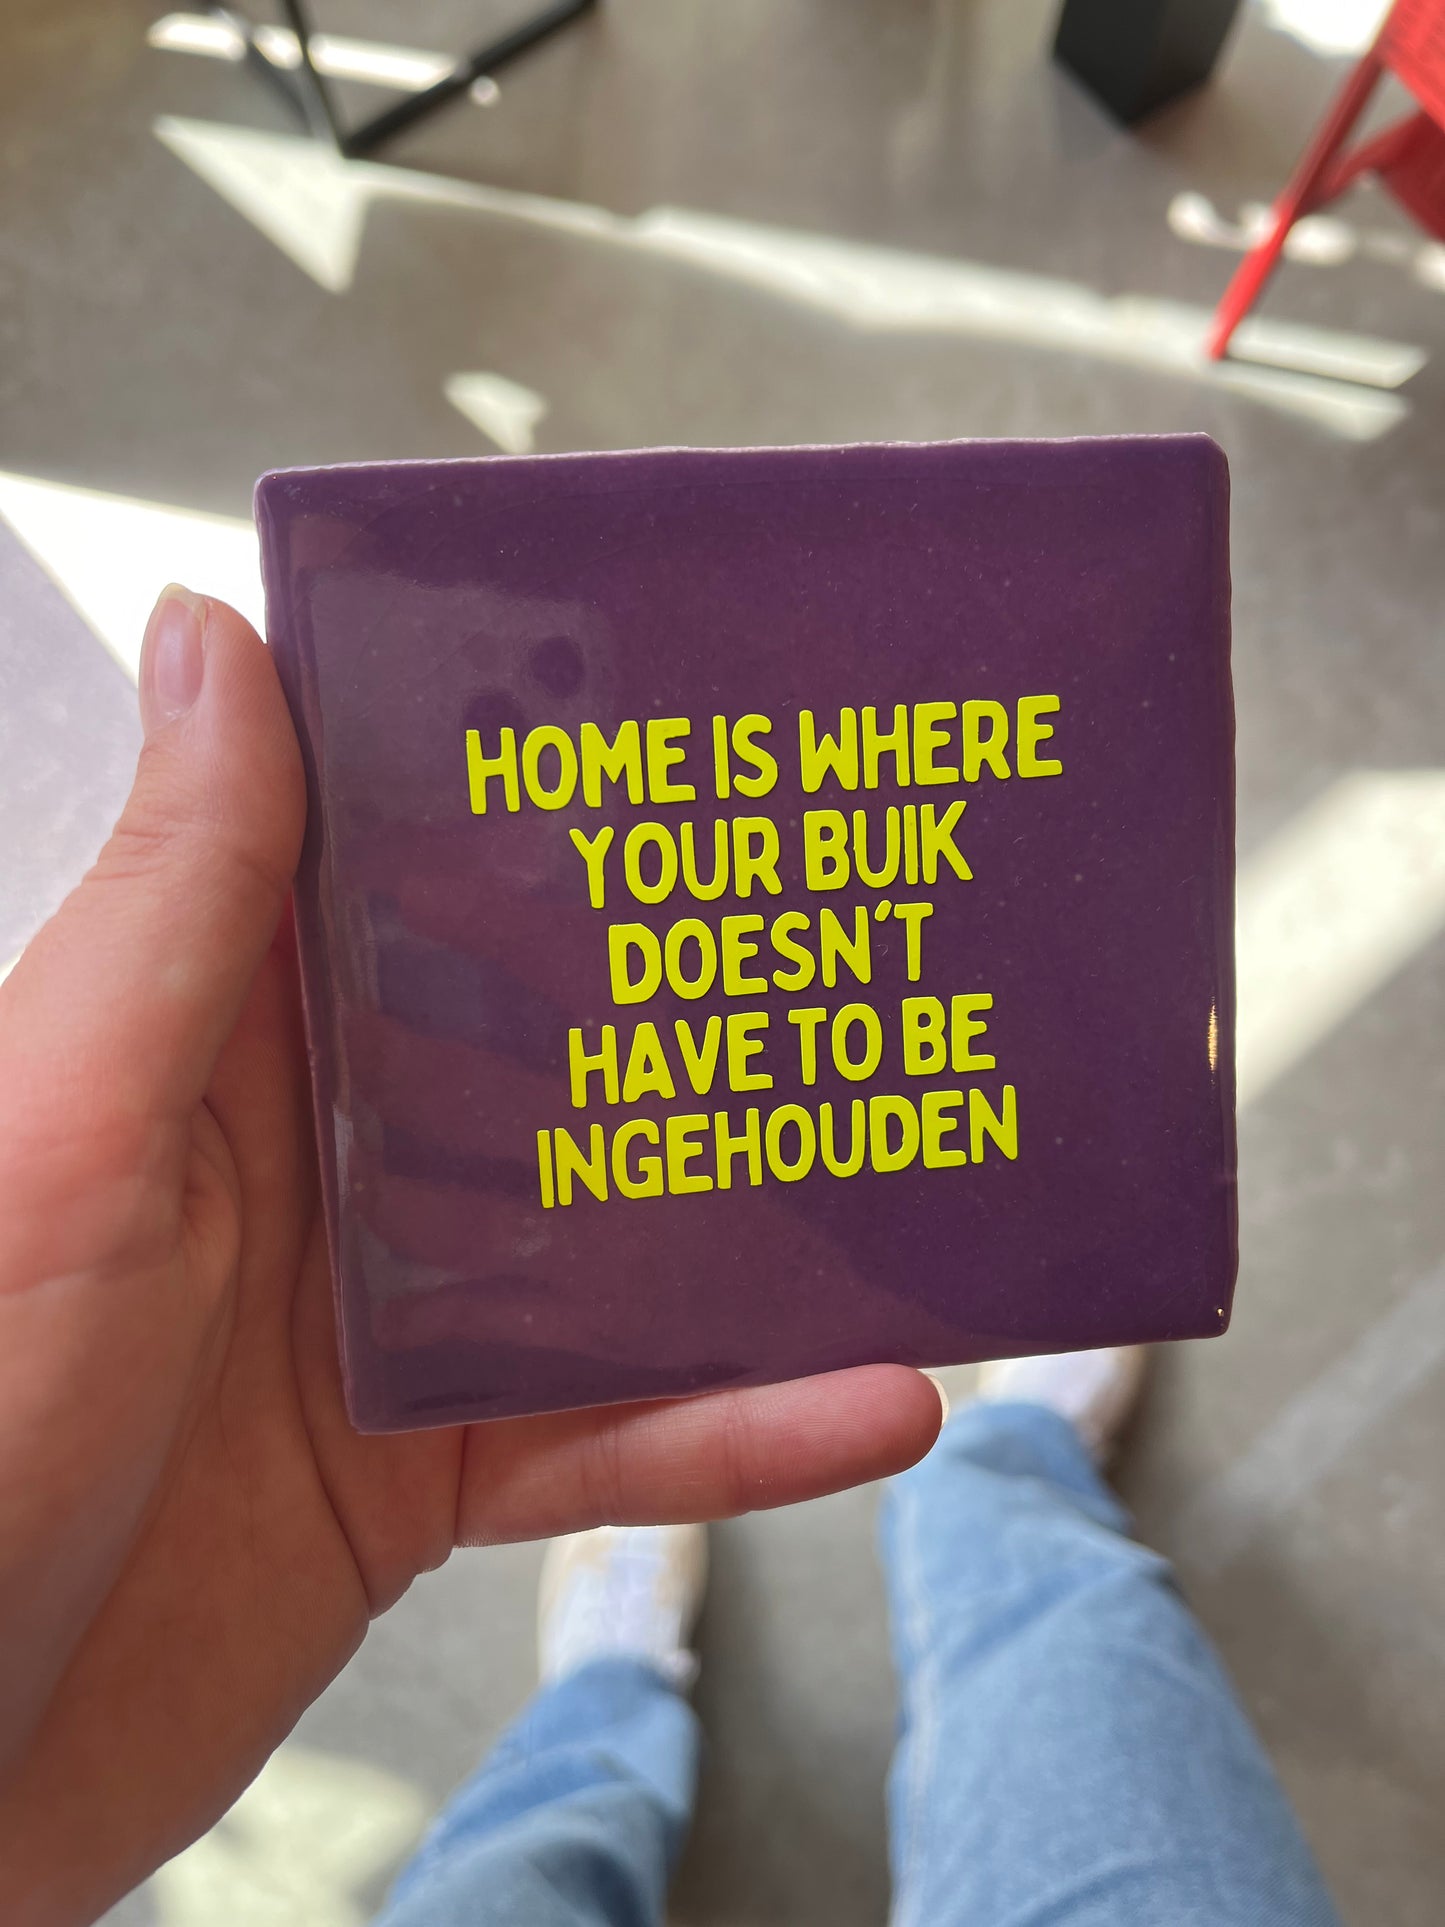 HOME IS WHERE
YOUR BUIK
DOESN'T
HAVE TO BE
INGEHOUDEN